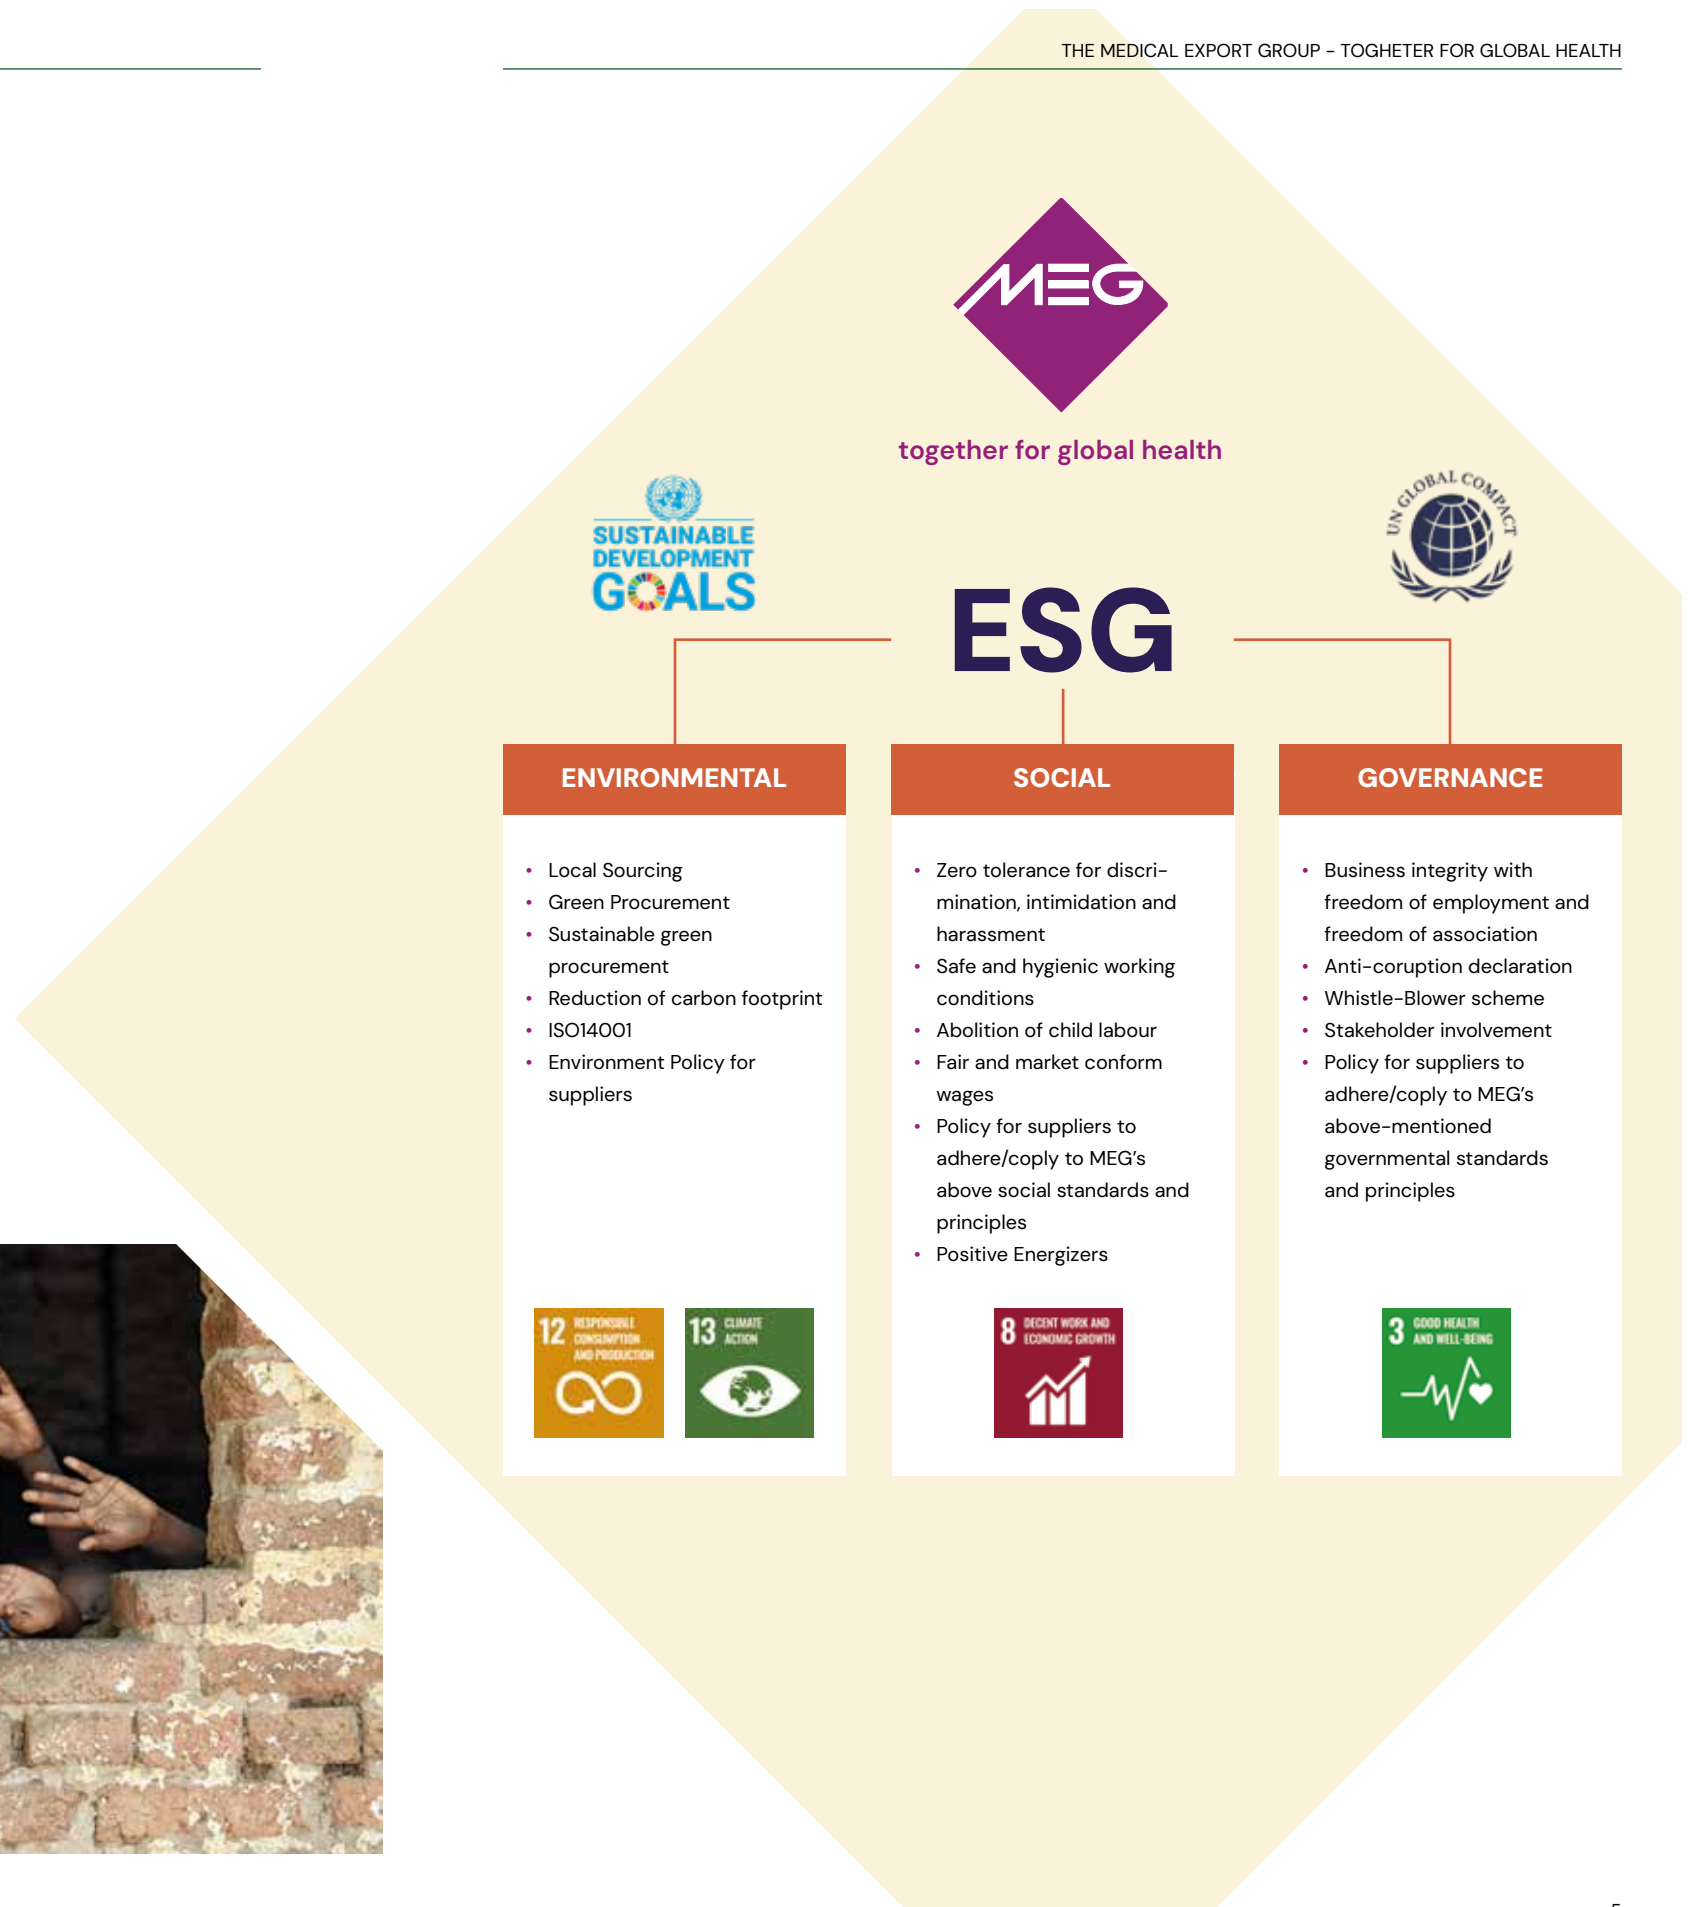 THE MEDICAL EXPORT GROUP - TOGHETER FOR GLOBAL HEALTH
MEG
together for global health
SUSTAINABLE
DEVELOPMENT
GOALS
UN GLOBAL COMPACT
ESG
ENVIRONMENTAL
• Local Sourcing
• Green Procurement
• Sustainable green
procurement
• Reduction of carbon footprint
• ISO14001
• Environment Policy for
suppliers
12 RESPONSIBLE
CONSUMPTION
AND PRODUCTION
13 CLIMATE
ACTION
SOCIAL
• Zero tolerance for discri-
mination, intimidation and
harassment
• Safe and hygienic working
conditions
• Abolition of child labour
• Fair and market conform
wages
• Policy for suppliers to
adhere/coply to MEG's
above social standards and
principles
• Positive Energizers
8 DECENT WORK AND
ECONOMIC GROWTH
GOVERNANCE
• Business integrity with
freedom of employment and
freedom of association
• Anti-coruption declaration
• Whistle-Blower scheme
• Stakeholder involvement
• Policy for suppliers to
adhere/coply to MEG's
above-mentioned
governmental standards
and principles
3 GOOD HEALTH
AND WELL-BEING